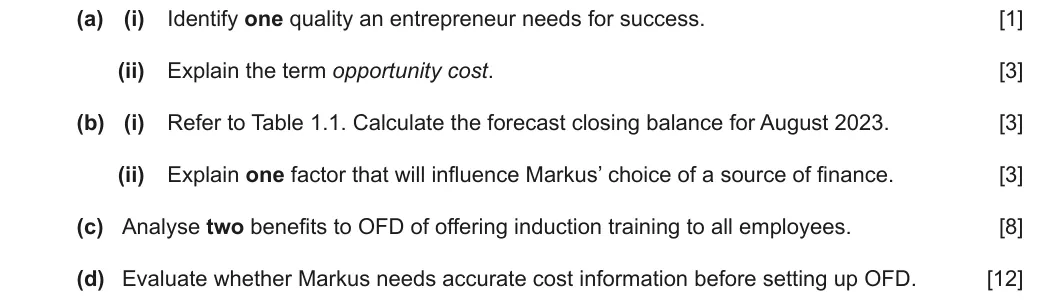 (a) (i) Identify one quality an entrepreneur needs for success. [1]
(ii) Explain the term opportunity cost. [3]
(b) (i) Refer to Table 1.1. Calculate the forecast closing balance for August 2023. [3]
(ii) Explain one factor that will influence Markus’ choice of a source of finance. [3]
(c) Analyse two benefits to OFD of offering induction training to all employees. [8]
(d) Evaluate whether Markus needs accurate cost information before setting up OFD. [12]